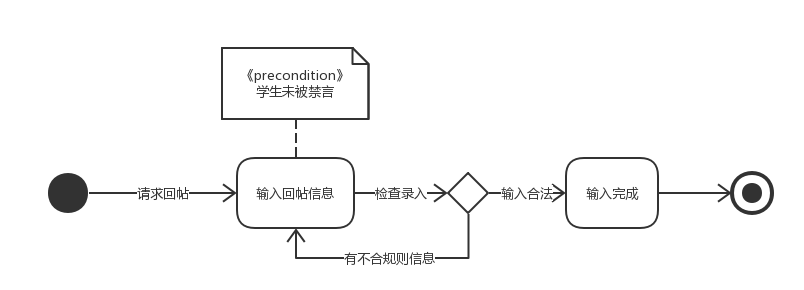 《precondition》
学生未被禁言
请求回帖
输入回帖信息
检查录入
输入合法
输入完成
有不合规则信息